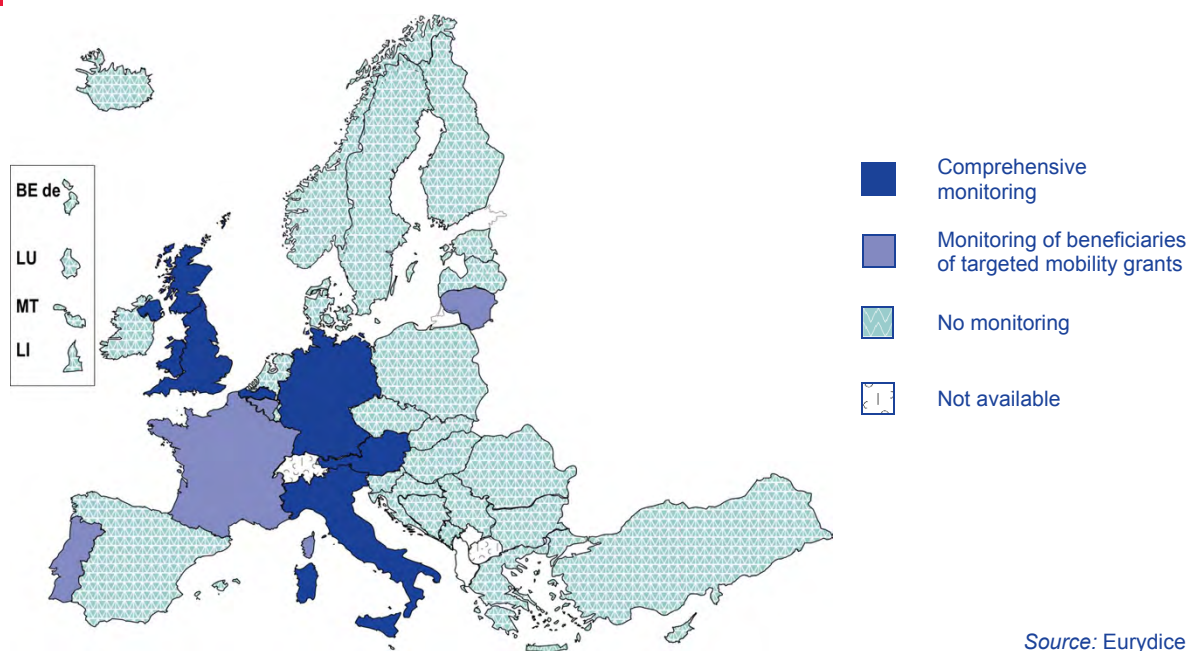 BE de
LU
MT
LI
Comprehensive
monitoring
Monitoring of beneficiaries
of targeted mobility grants
No monitoring
Not available
Source: Eurydice